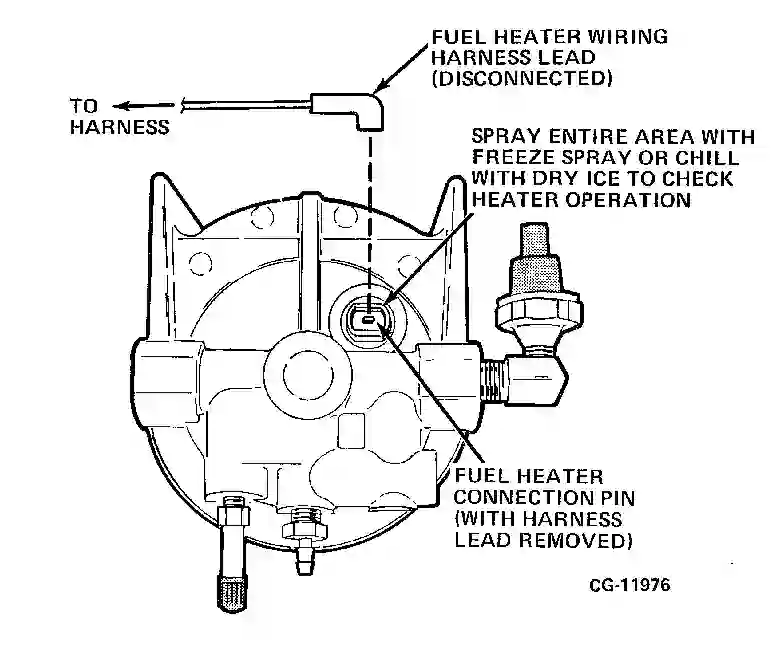 FUEL HEATER WIRING
HARNESS LEAD
(DISCONNECTED)
TO
HARNESS
SPRAY ENTIRE AREA WITH
FREEZE SPRAY OR CHILL
WITH DRY ICE TO CHECK
HEATER OPERATION
FUEL HEATER
CONNECTION PIN
(WITH HARNESS
LEAD REMOVED)
CG-11976